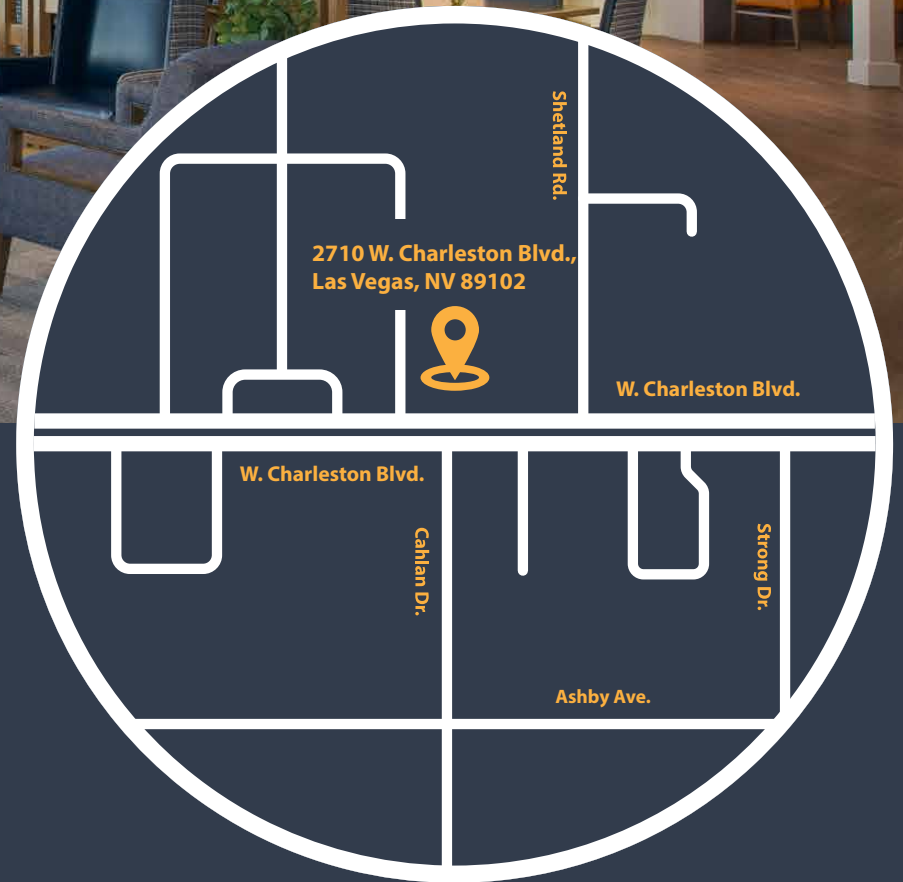 Shetland Rd.
2710 W. Charleston Blvd.,
Las Vegas, NV 89102
W. Charleston Blvd.
W. Charleston Blvd.
Cahlan Dr.
Strong Dr.
Ashby Ave.